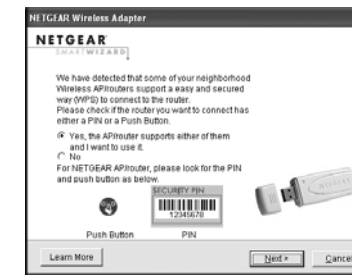 NETGEAR Wireless Adapter
NETGEAR
SMARTWIZARD
We have detected that some of your neighborhood
Wireless AP/routers support a easy and secured
way (WPS) to connect to the router.
Please check if the router you want to connect has
either a PIN or a Push Button.
Yes, the AP/router supports either of them
and I want to use it.
No
For NETGEAR AP/router, please look for the PIN
and push button as below.
SECURITY PIN
12345678
Push Button PIN
NETGEAR
Learn More Next > Cancel